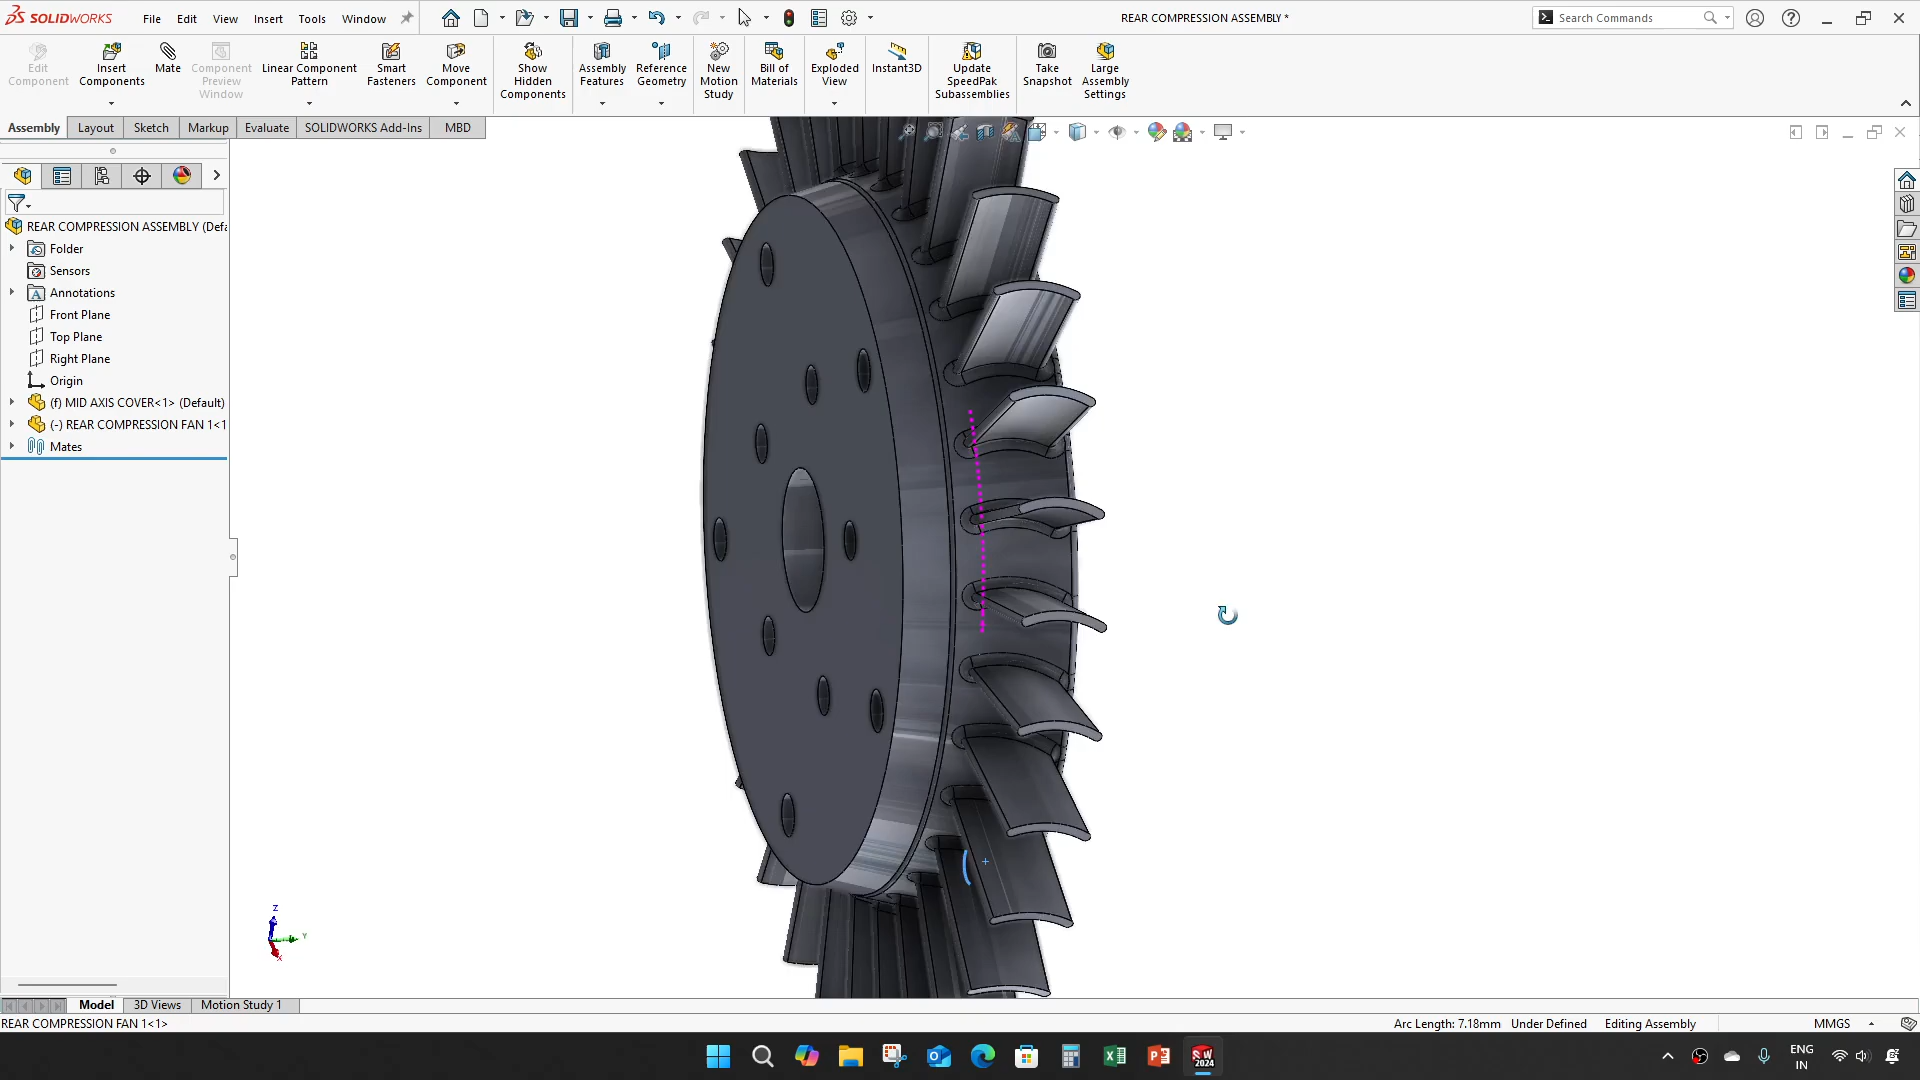 SOLIDWORKS File Edit View Insert Tools Window REAR COMPRESSION ASSEMBLY * Search Commands
Edit Component
Insert Components
Mate
Component Preview Window
Linear Component Pattern
Smart Fasteners
Move Component
Show Hidden Components
Assembly Features
Reference Geometry
New Motion Study
Bill of Materials
Exploded View
Instant3D
Update SpeedPak Subassemblies
Take Snapshot
Large Assembly Settings
Assembly Layout Sketch Markup Evaluate SOLIDWORKS Add-Ins MBD
REAR COMPRESSION ASSEMBLY (Defa
Folder
Sensors
Annotations
Front Plane
Top Plane
Right Plane
Origin
(f) MID AXIS COVER<1> (Default)
(-) REAR COMPRESSION FAN 1<1
Mates
Z
Y
X
Model 3D Views Motion Study 1
REAR COMPRESSION FAN 1<1> Arc Length: 7.18mm Under Defined Editing Assembly MMGS
SW 2024
ENG
IN